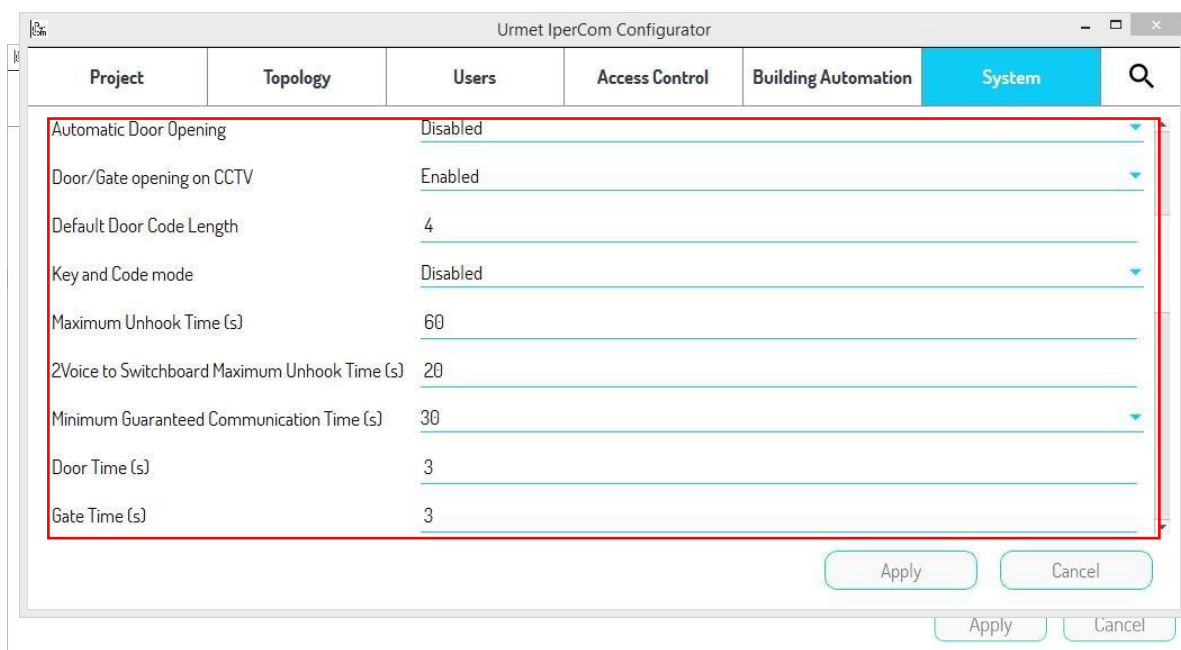 Urmet IperCom Configurator
Project Topology Users Access Control Building Automation System
Automatic Door Opening Disabled
Door/Gate opening on CCTV Enabled
Default Door Code Length 4
Key and Code mode Disabled
Maximum Unhook Time (s) 60
2Voice to Switchboard Maximum Unhook Time (s) 20
Minimum Guaranteed Communication Time (s) 30
Door Time (s) 3
Gate Time (s) 3
Apply Cancel
Apply Cancel